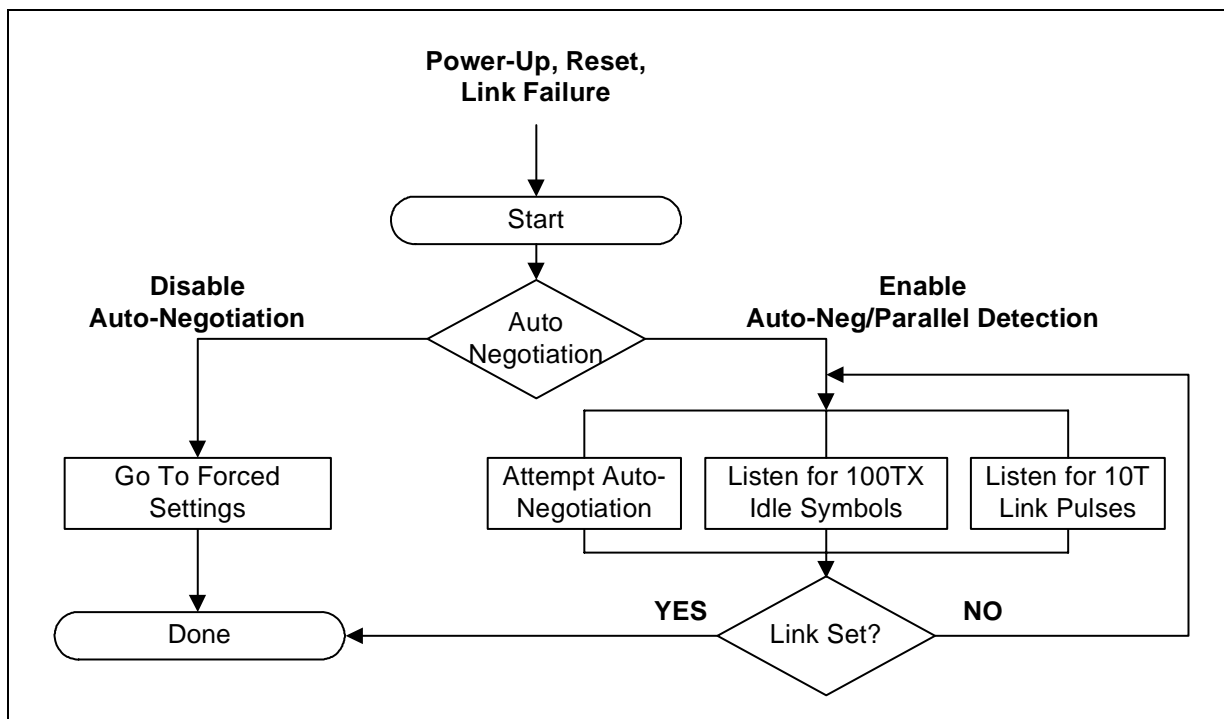 Power-Up, Reset,
Link Failure
Start
Disable
Auto-Negotiation
Enable
Auto-Neg/Parallel Detection
Auto
Negotiation
Go To Forced
Settings
Attempt Auto-
Negotiation
Listen for 100TX
Idle Symbols
Listen for 10T
Link Pulses
YES
NO
Done
Link Set?